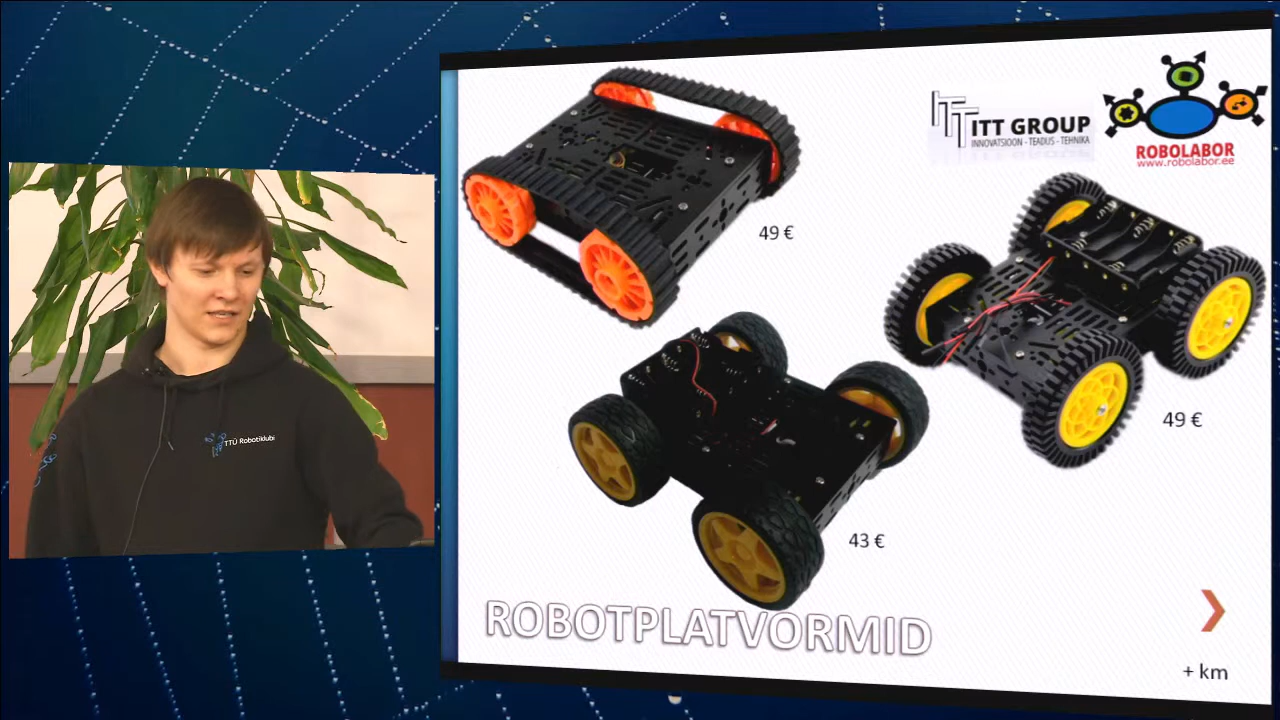 ITT GROUP
INNOVATSIOON - TEADUS - TEHNIKA
ROBOLABOR
www.robolabor.ee
49 €
49 €
TTÜ Robotiklubi
43 €
ROBOTPLATVORMID
+ km